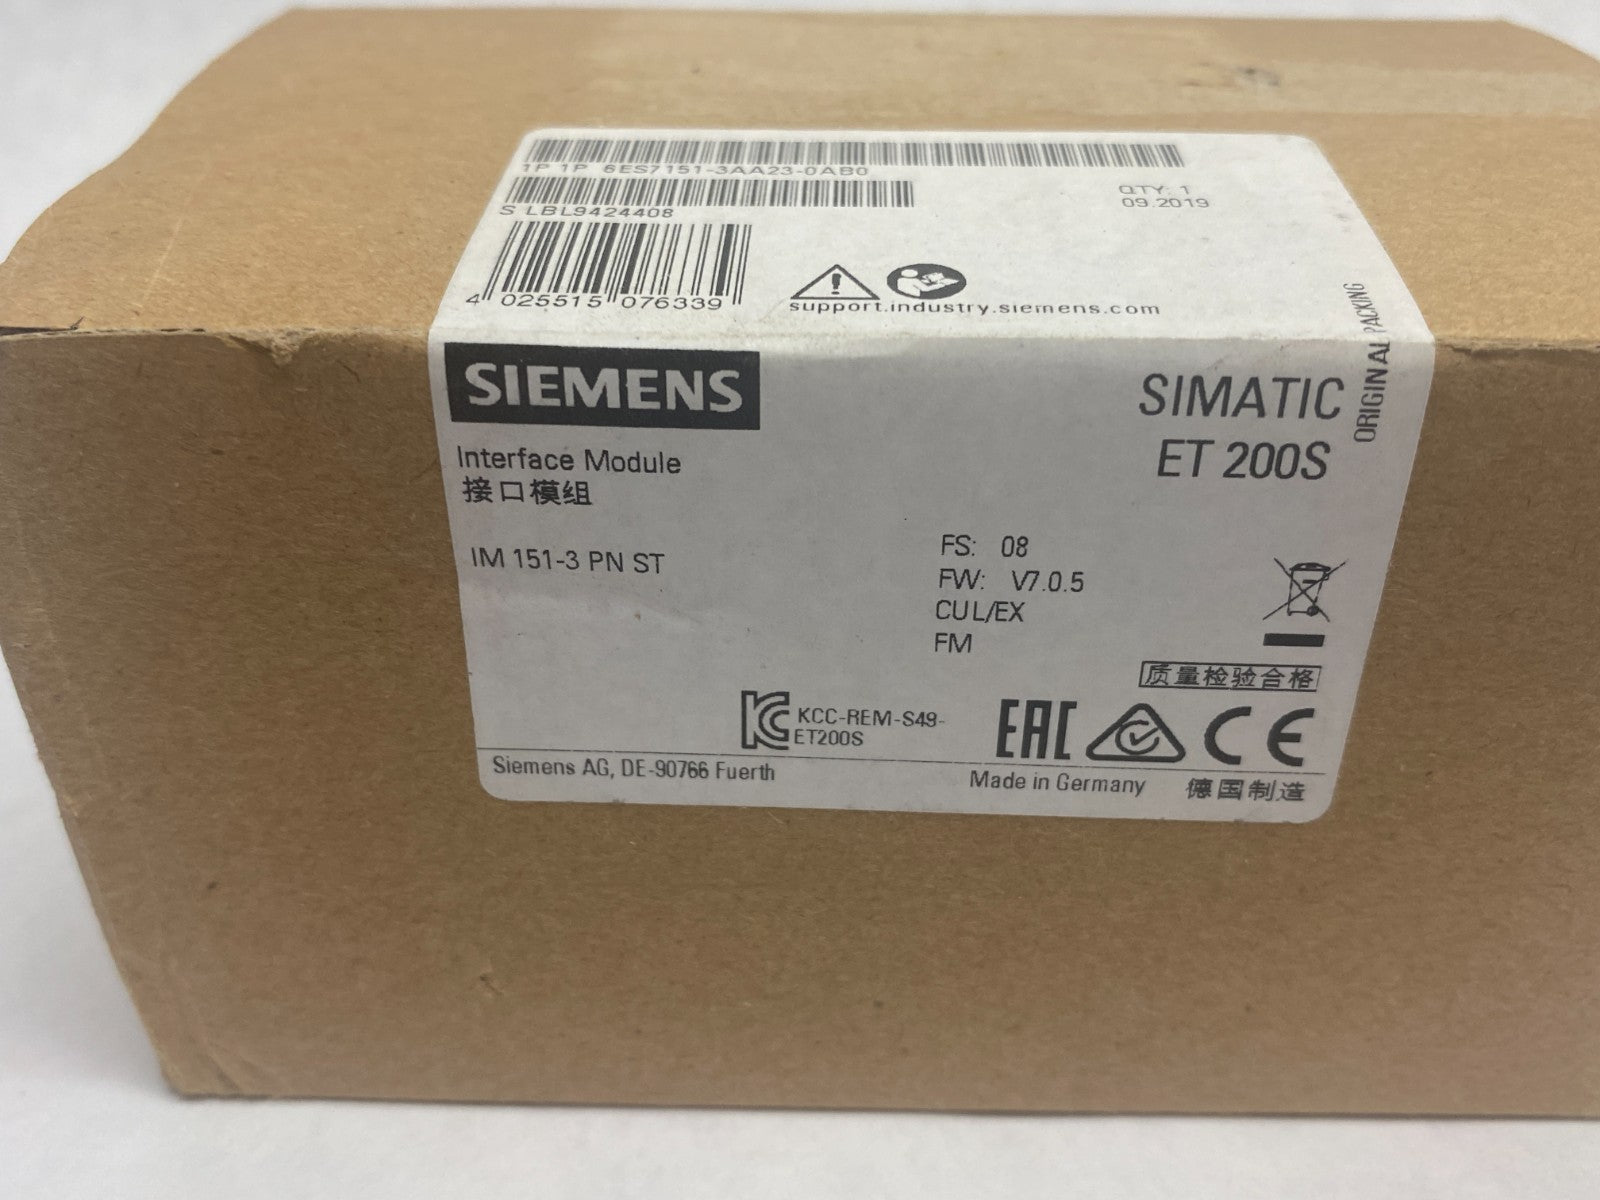 1P 1P 6ES7151-3AA23-0AB0
S LBL9424408
QTY: 1
09.2019
4 025515 076339
support.industry.siemens.com
ORIGINAL PACKING
SIEMENS
SIMATIC
ET 200S
Interface Module
接口模组
IM 151-3 PN ST
FS: 08
FW: V7.0.5
CUL/EX
FM
质量检验合格
KCC-REM-S49-
ET200S
EAC
CE
Siemens AG, DE-90766 Fuerth
Made in Germany 德国制造